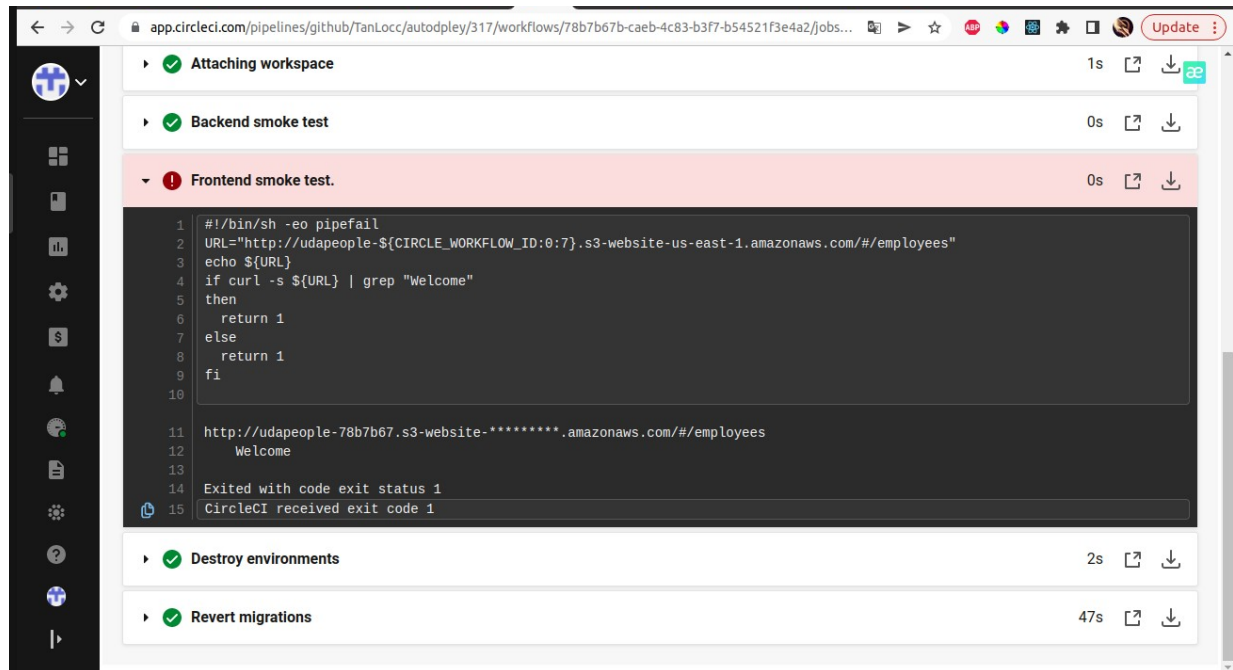 app.circleci.com/pipelines/github/TanLocc/autodpley/317/workflows/78b7b67b-caeb-4c83-b3f7-b54521f3e4a2/jobs...
ABP
Update
Attaching workspace 1s
æ
Backend smoke test 0s
Frontend smoke test. 0s
1 #!/bin/sh -eo pipefail
2 URL="http://udapeople-${CIRCLE_WORKFLOW_ID:0:7}.s3-website-us-east-1.amazonaws.com/#/employees"
3 echo ${URL}
4 if curl -s ${URL} | grep "Welcome"
5 then
6 return 1
7 else
8 return 1
9 fi
10
11 http://udapeople-78b7b67.s3-website-*********.amazonaws.com/#/employees
12 Welcome
13
14 Exited with code exit status 1
15 CircleCI received exit code 1
Destroy environments 2s
Revert migrations 47s